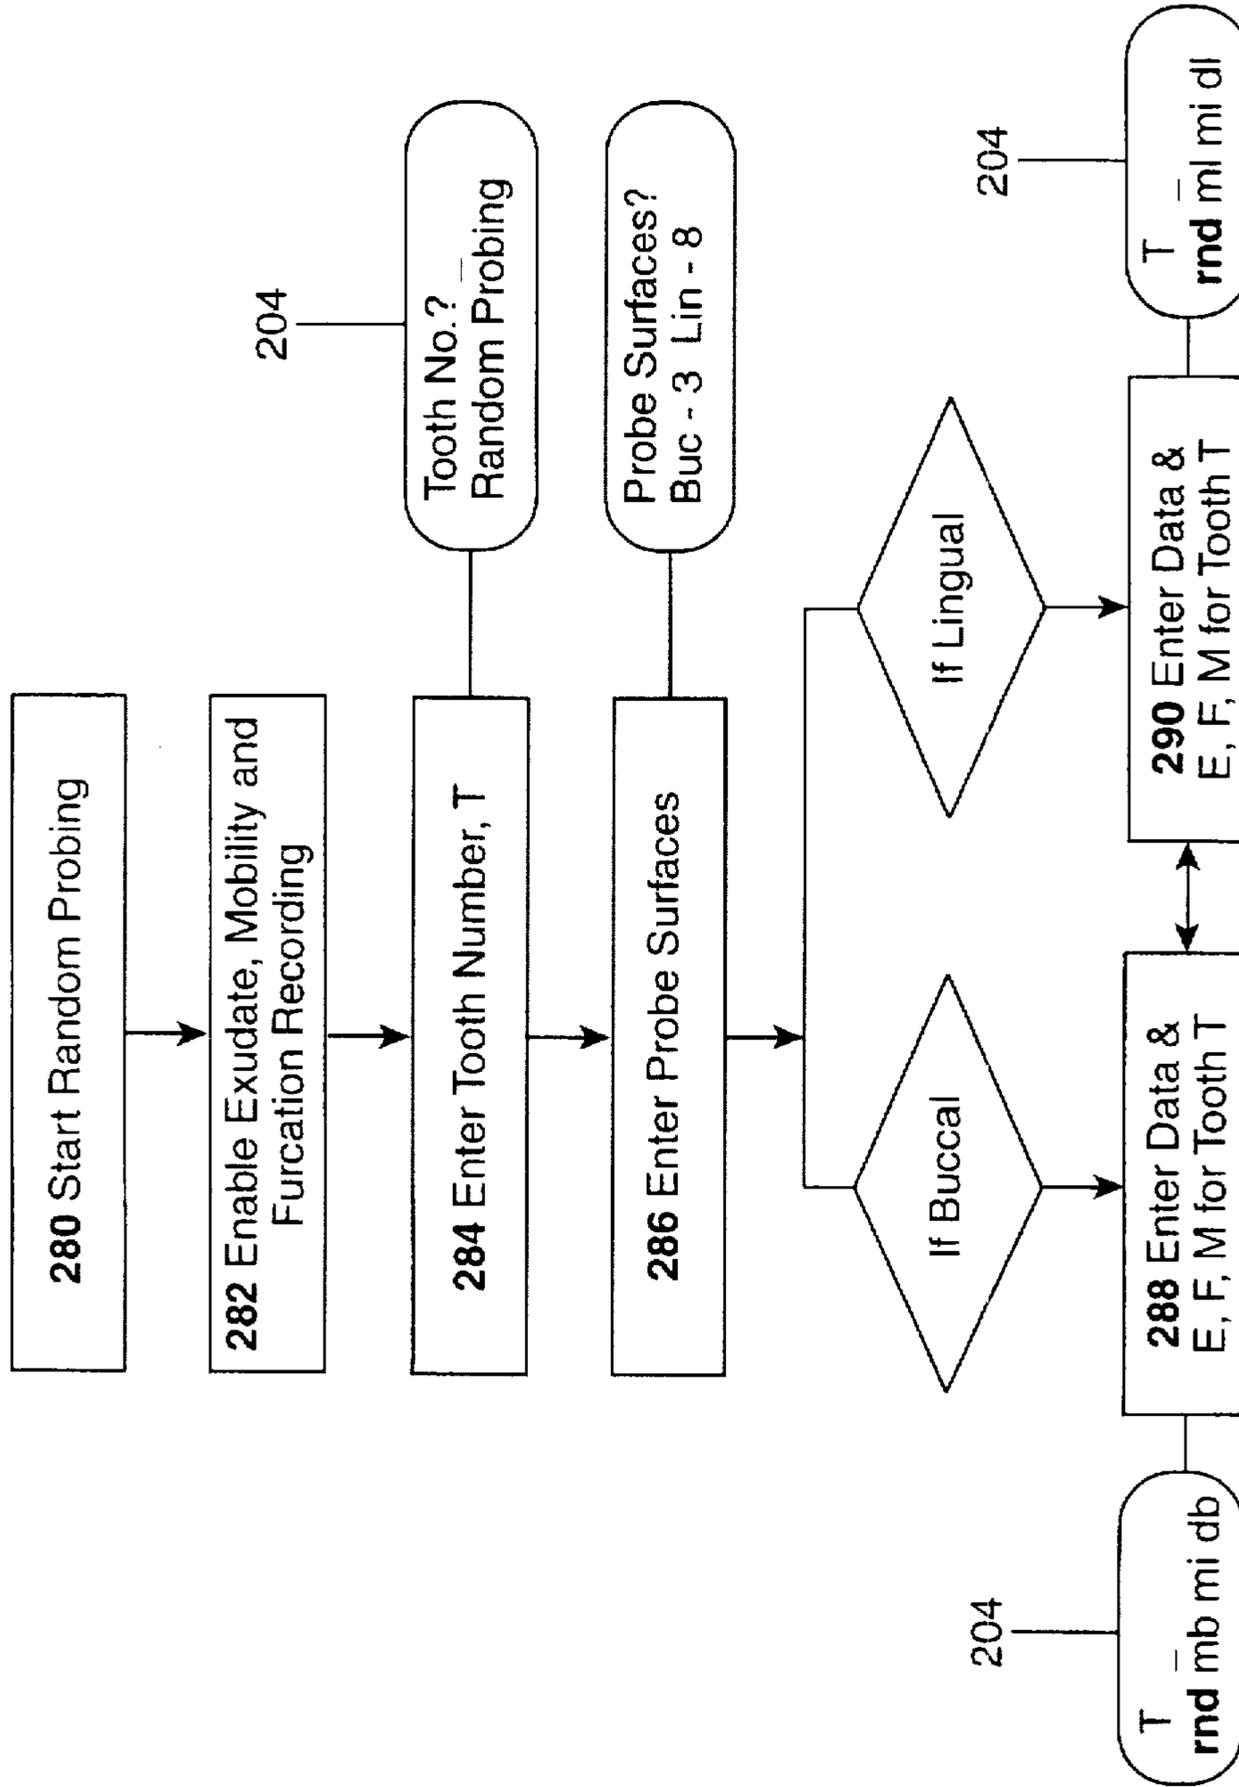 280 Start Random Probing
282 Enable Exudate, Mobility and
Furcation Recording
204
284 Enter Tooth Number, T
Tooth No.? _
Random Probing
286 Enter Probe Surfaces
Probe Surfaces?
Buc - 3 Lin - 8
If Buccal
If Lingual
204
T _
rnd mb mi db
288 Enter Data &
E, F, M for Tooth T
290 Enter Data &
E, F, M for Tooth T
204
T _
rnd ml mi dl